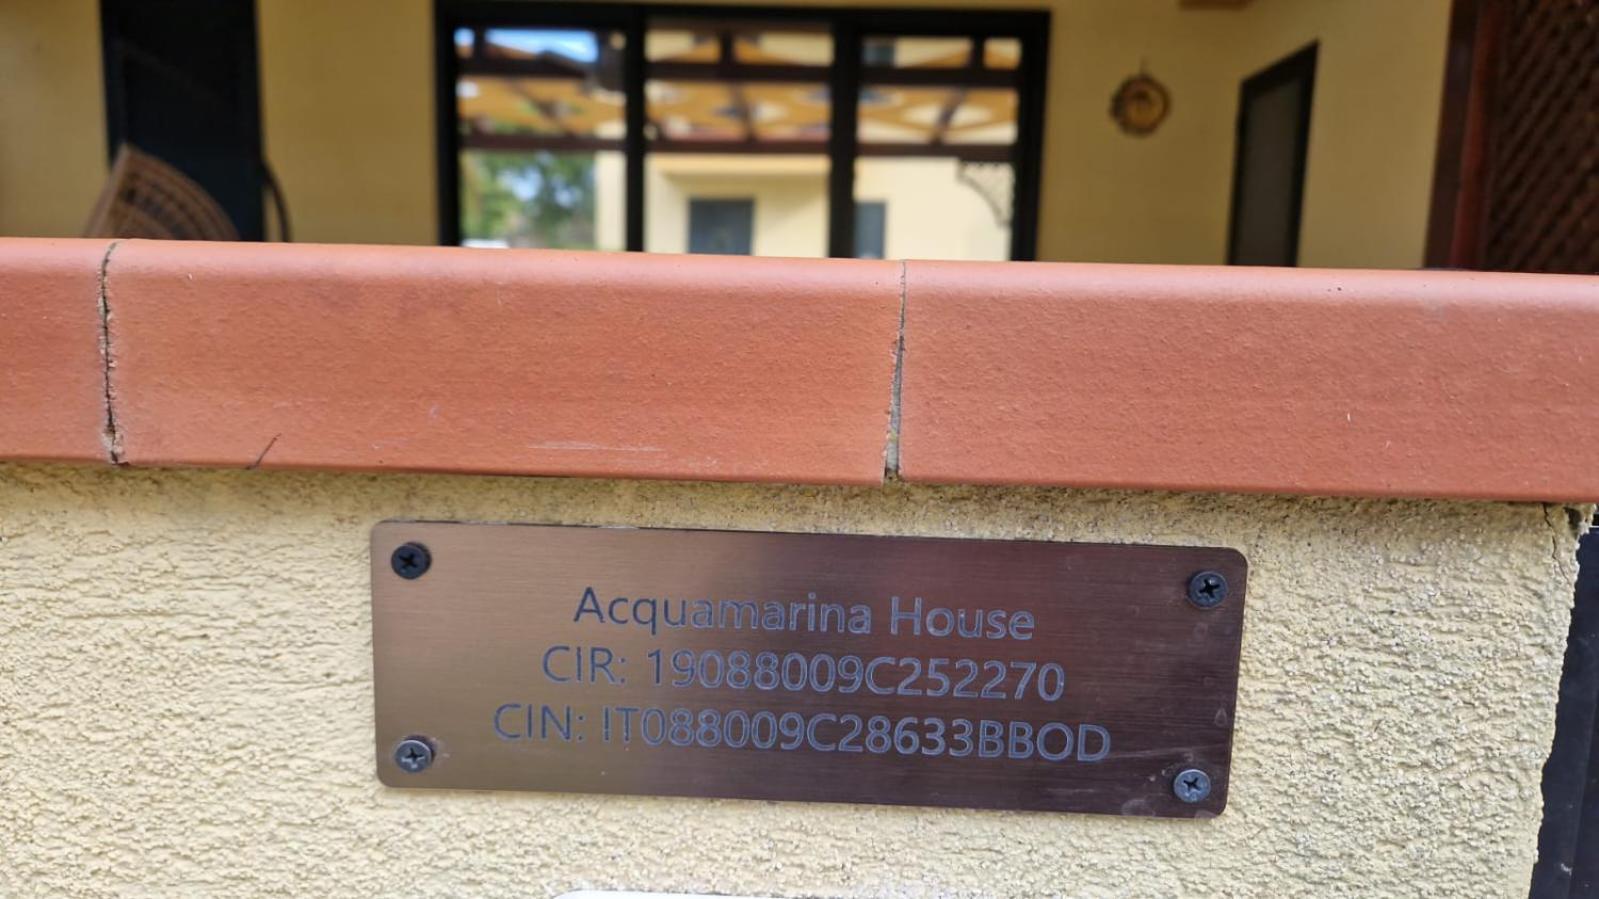 Acquamarina House
CIR: 19088009C252270
CIN: IT088009C28633BBOD